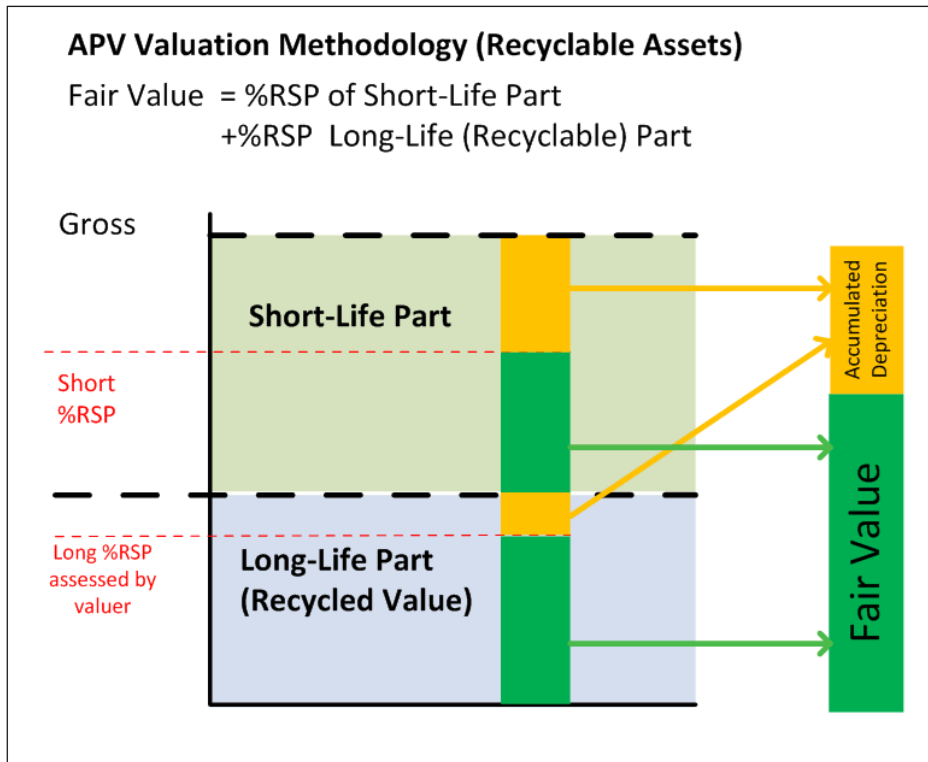 APV Valuation Methodology (Recyclable Assets)
Fair Value = %RSP of Short-Life Part
+%RSP Long-Life (Recyclable) Part
Gross
Short-Life Part
Short
%RSP
Long %RSP
assessed by
valuer
Long-Life Part
(Recycled Value)
Accumulated
Depreciation
Fair Value